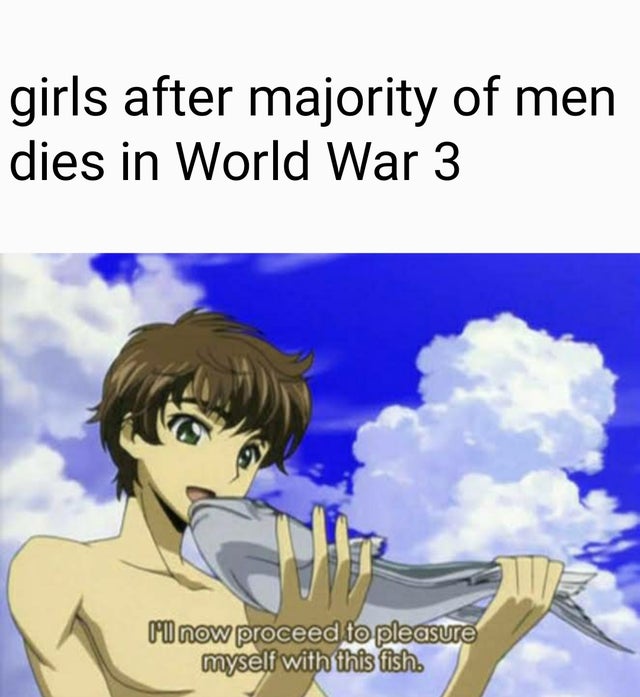 girls after majority of men
dies in World War 3
I'll now proceed to pleasure
myself with this fish.